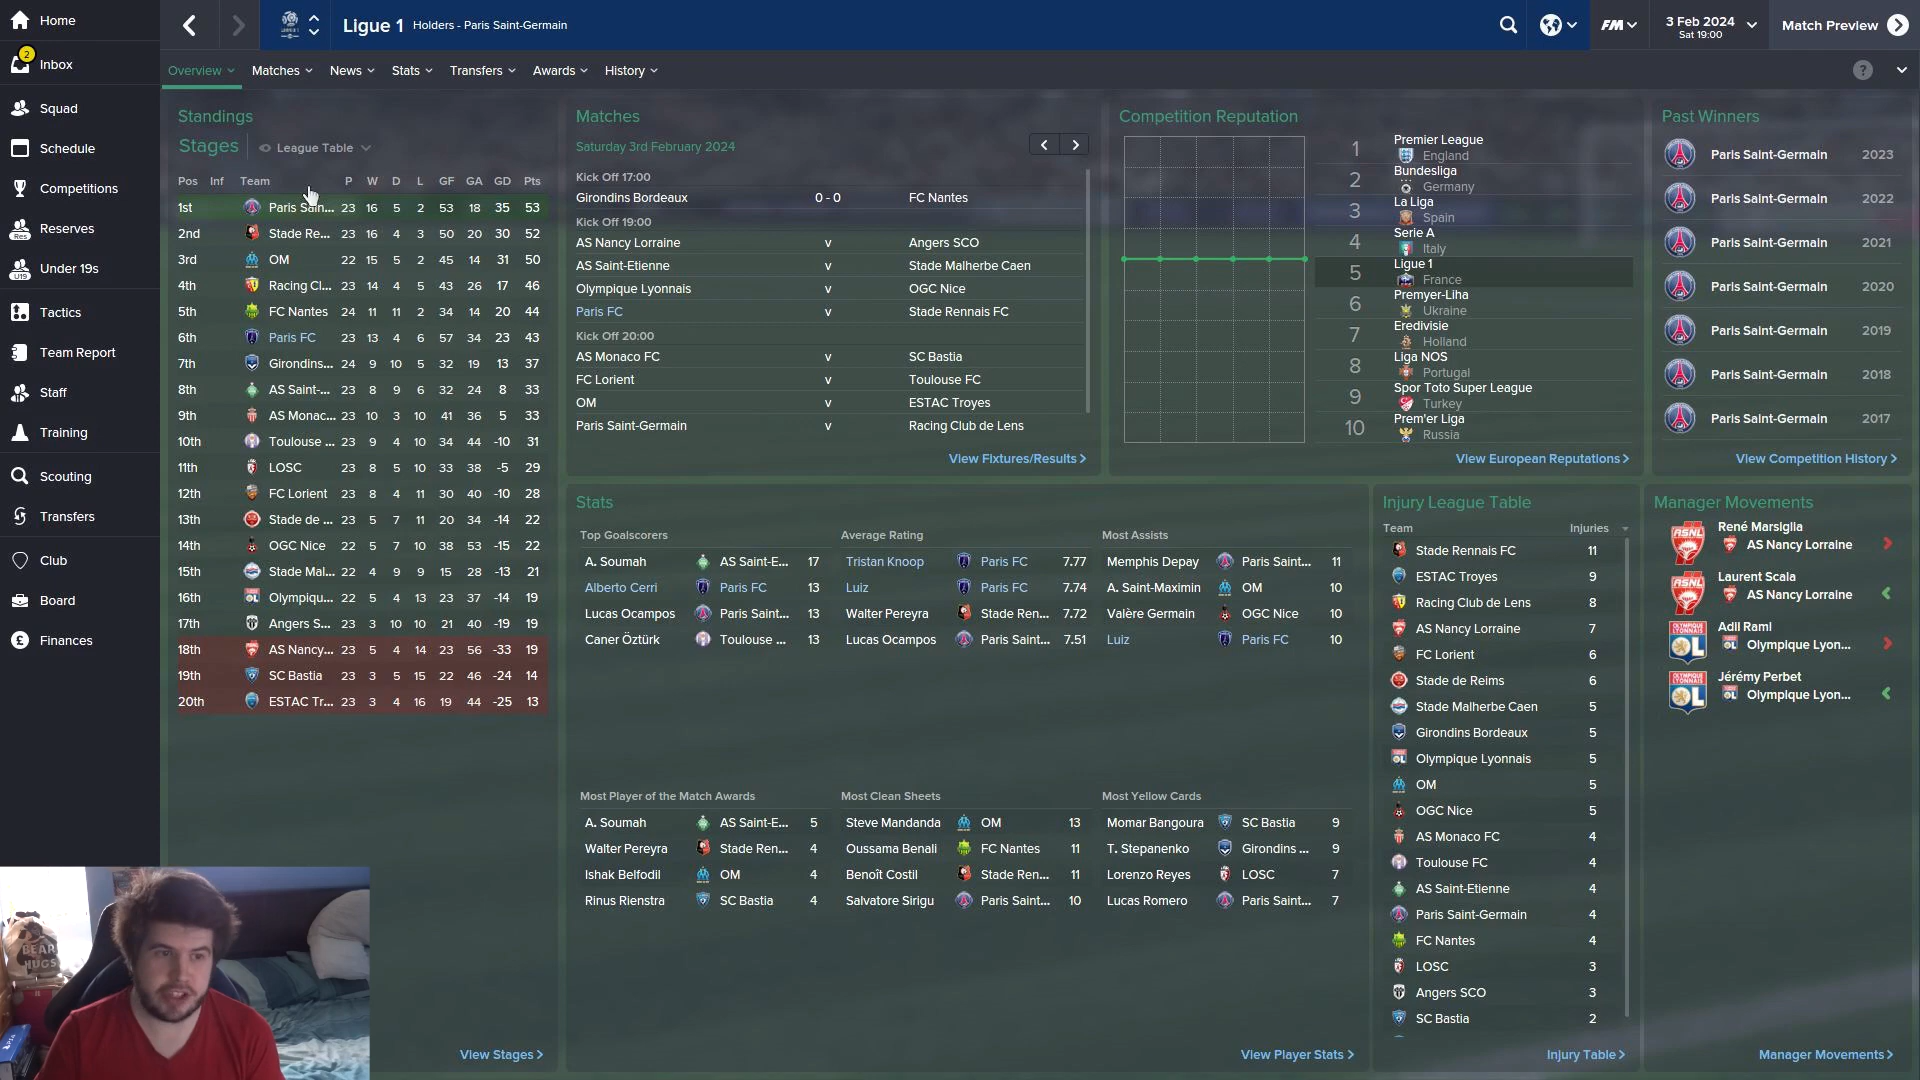 Home
Inbox
2
Squad
Schedule
Competitions
Reserves
Under 19s
Tactics
Team Report
Staff
Training
Scouting
Transfers
Club
Board
Finances
Ligue 1 Holders - Paris Saint-Germain
FM
3 Feb 2024
Sat 19:00
Match Preview
Overview Matches News Stats Transfers Awards History
Standings
Stages League Table
Pos Inf Team P W D L GF GA GD Pts
1st Paris Sain... 23 16 5 2 53 18 35 53
2nd Stade Re... 23 16 4 3 50 20 30 52
3rd OM 22 15 5 2 45 14 31 50
4th Racing Cl... 23 14 4 5 43 26 17 46
5th FC Nantes 24 11 11 2 34 14 20 44
6th Paris FC 23 13 4 6 57 34 23 43
7th Girondins... 24 9 10 5 32 19 13 37
8th AS Saint-... 23 8 9 6 32 24 8 33
9th AS Monac... 23 10 3 10 41 36 5 33
10th Toulouse ... 23 9 4 10 34 44 -10 31
11th LOSC 23 8 5 10 33 38 -5 29
12th FC Lorient 23 8 4 11 30 40 -10 28
13th Stade de ... 23 5 7 11 20 34 -14 22
14th OGC Nice 22 5 7 10 38 53 -15 22
15th Stade Mal... 22 4 9 9 15 28 -13 21
16th Olympiqu... 22 5 4 13 23 37 -14 19
17th Angers S... 23 3 10 10 21 40 -19 19
18th AS Nancy... 23 5 4 14 23 56 -33 19
19th SC Bastia 23 3 5 15 22 46 -24 14
20th ESTAC Tr... 23 3 4 16 19 44 -25 13
View Stages
Matches
Saturday 3rd February 2024
Kick Off 17:00
Girondins Bordeaux 0 - 0 FC Nantes
Kick Off 19:00
AS Nancy Lorraine v Angers SCO
AS Saint-Etienne v Stade Malherbe Caen
Olympique Lyonnais v OGC Nice
Paris FC v Stade Rennais FC
Kick Off 20:00
AS Monaco FC v SC Bastia
FC Lorient v Toulouse FC
OM v ESTAC Troyes
Paris Saint-Germain v Racing Club de Lens
View Fixtures/Results
Competition Reputation
1 Premier League
England
2 Bundesliga
Germany
3 La Liga
Spain
4 Serie A
Italy
5 Ligue 1
France
6 Premyer-Liha
Ukraine
7 Eredivisie
Holland
8 Liga NOS
Portugal
9 Spor Toto Super League
Turkey
10 Prem'er Liga
Russia
View European Reputations
Past Winners
Paris Saint-Germain 2023
Paris Saint-Germain 2022
Paris Saint-Germain 2021
Paris Saint-Germain 2020
Paris Saint-Germain 2019
Paris Saint-Germain 2018
Paris Saint-Germain 2017
View Competition History
Stats
Top Goalscorers
A. Soumah AS Saint-E... 17
Alberto Cerri Paris FC 13
Lucas Ocampos Paris Saint... 13
Caner Öztürk Toulouse ... 13
Average Rating
Tristan Knoop Paris FC 7.77
Luiz Paris FC 7.74
Walter Pereyra Stade Ren... 7.72
Lucas Ocampos Paris Saint... 7.51
Most Assists
Memphis Depay Paris Saint... 11
A. Saint-Maximin OM 10
Valère Germain OGC Nice 10
Luiz Paris FC 10
Most Player of the Match Awards
A. Soumah AS Saint-E... 5
Walter Pereyra Stade Ren... 4
Ishak Belfodil OM 4
Rinus Rienstra SC Bastia 4
Most Clean Sheets
Steve Mandanda OM 13
Oussama Benali FC Nantes 11
Benoît Costil Stade Ren... 11
Salvatore Sirigu Paris Saint... 10
Most Yellow Cards
Momar Bangoura SC Bastia 9
T. Stepanenko Girondins ... 9
Lorenzo Reyes LOSC 7
Lucas Romero Paris Saint... 7
View Player Stats
Injury League Table
Team Injuries
Stade Rennais FC 11
ESTAC Troyes 9
Racing Club de Lens 8
AS Nancy Lorraine 7
FC Lorient 6
Stade de Reims 6
Stade Malherbe Caen 5
Girondins Bordeaux 5
Olympique Lyonnais 5
OM 5
OGC Nice 5
AS Monaco FC 4
Toulouse FC 4
AS Saint-Etienne 4
Paris Saint-Germain 4
FC Nantes 4
LOSC 3
Angers SCO 3
SC Bastia 2
Injury Table
Manager Movements
René Marsiglia
AS Nancy Lorraine
Laurent Scala
AS Nancy Lorraine
Adil Rami
Olympique Lyon...
Jérémy Perbet
Olympique Lyon...
Manager Movements
BEAR
HUGS